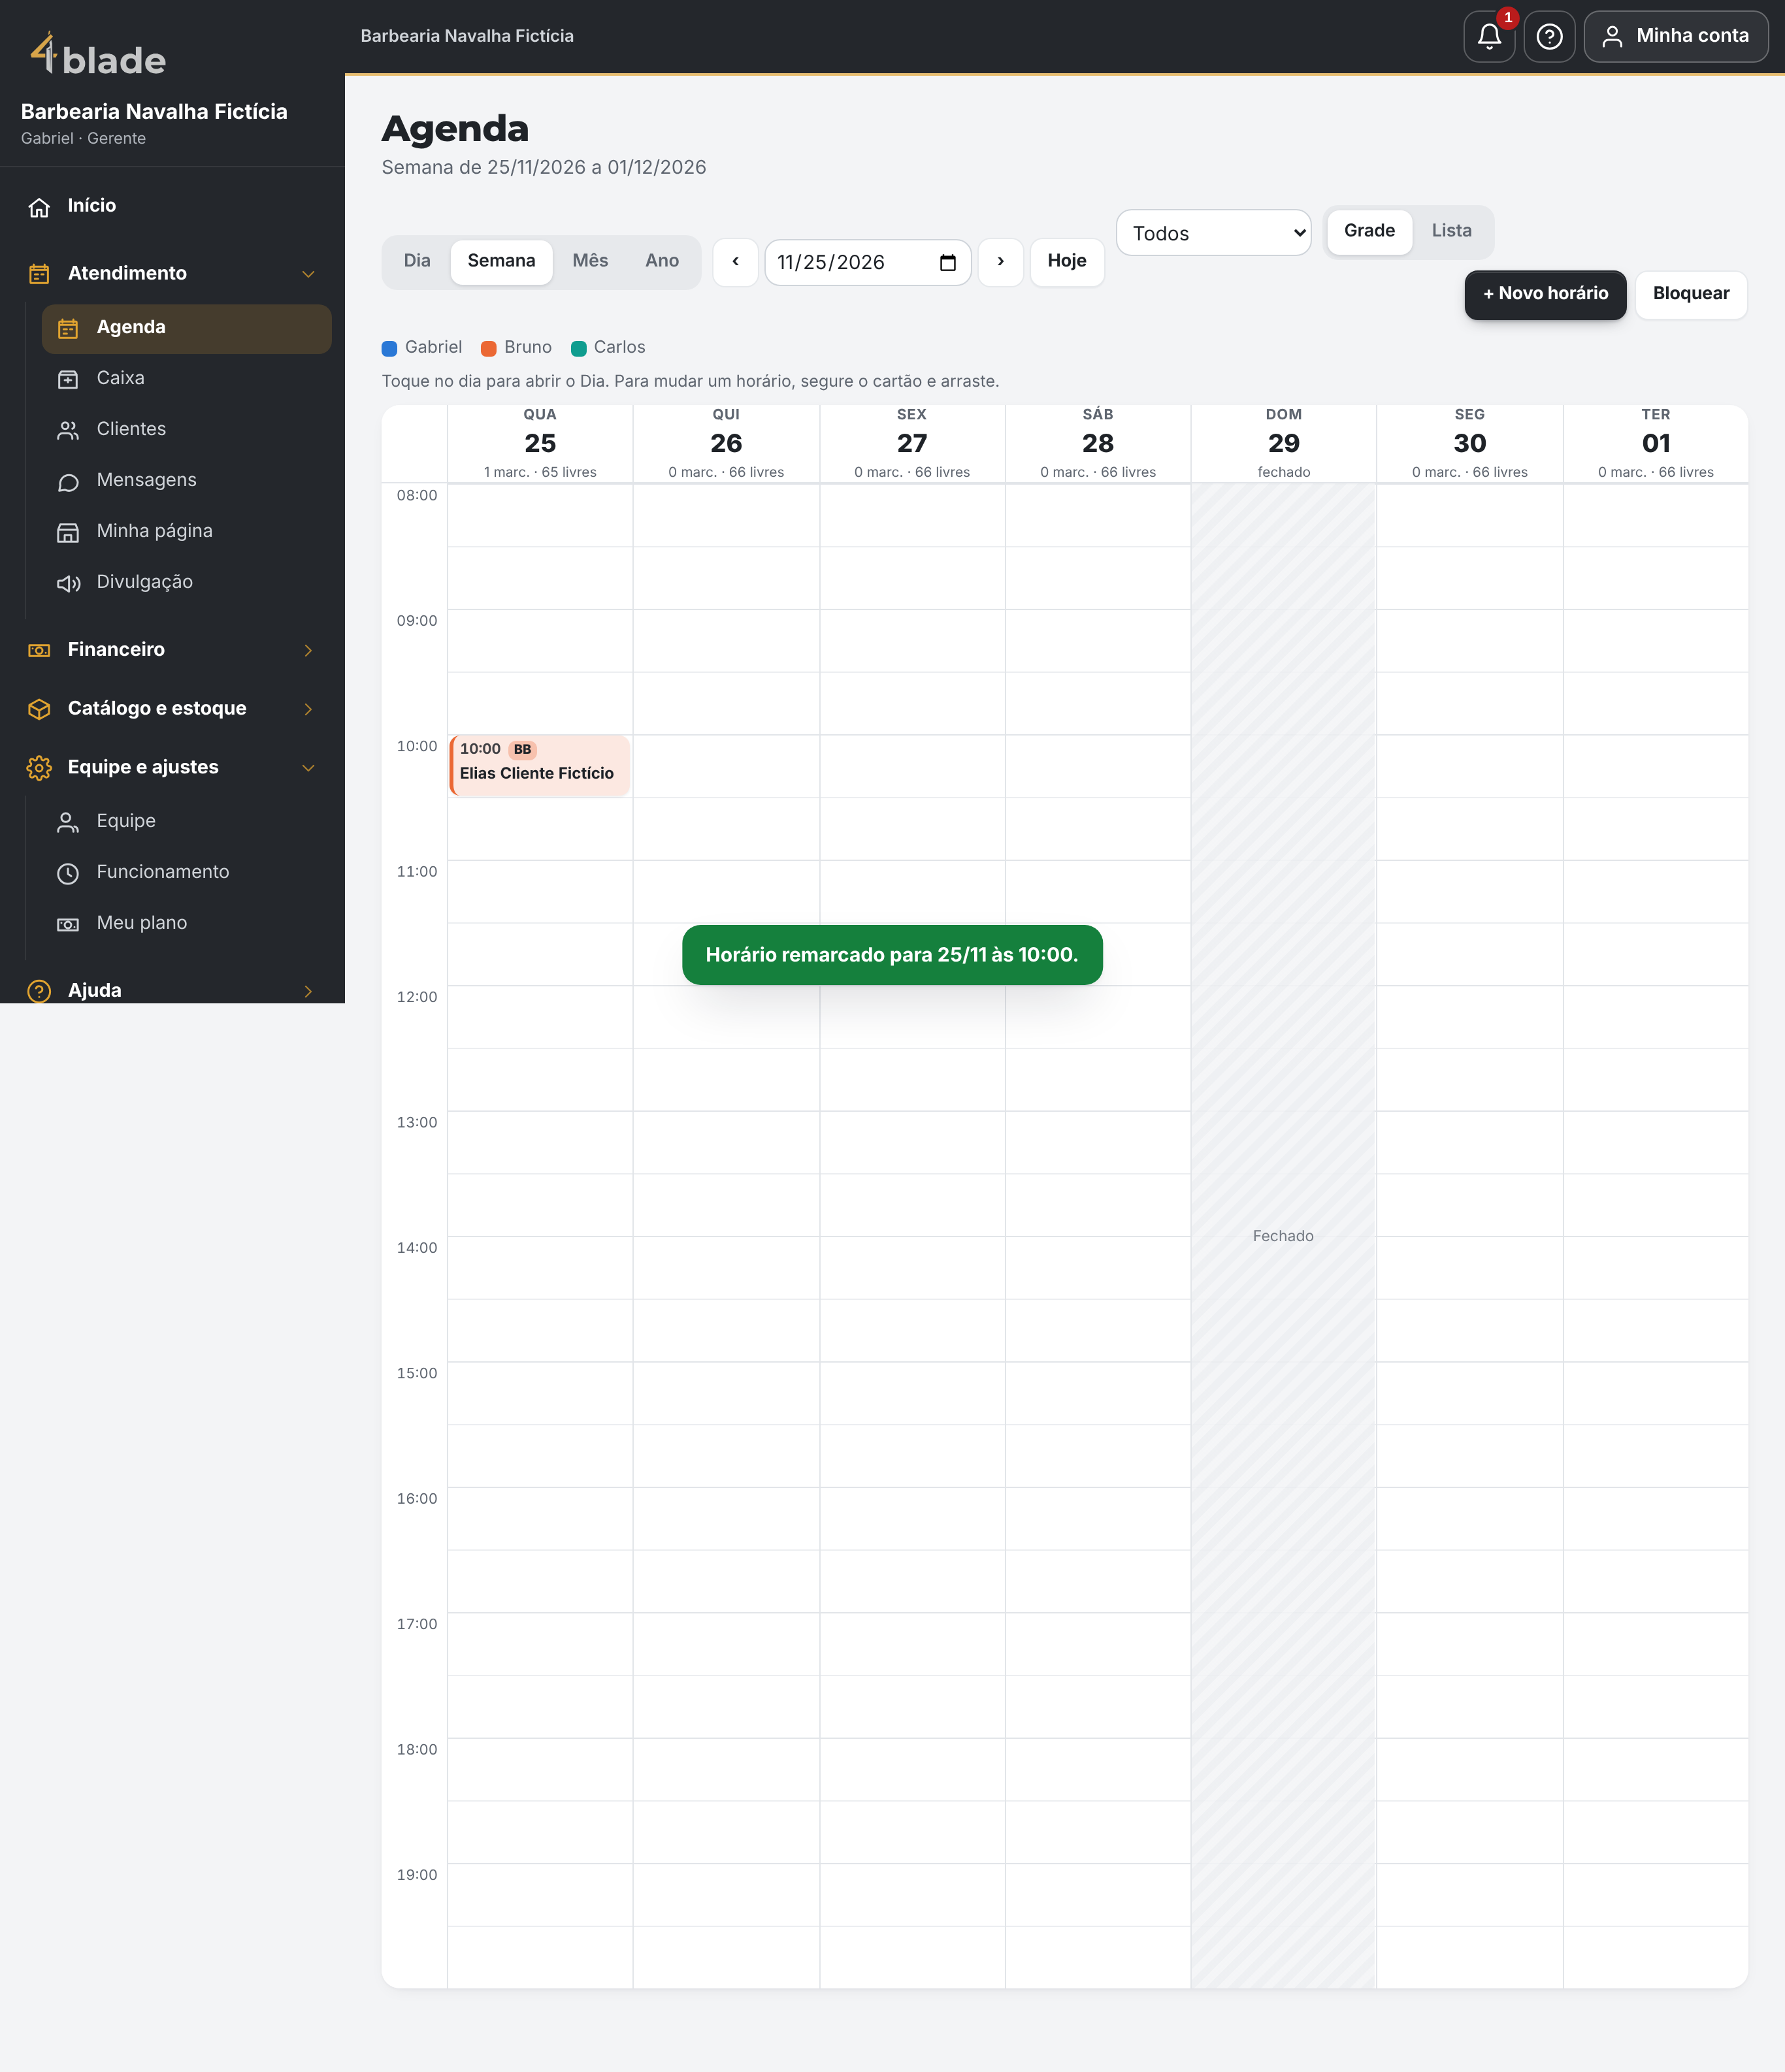 4blade
Barbearia Navalha Fictícia
Gabriel · Gerente
Início
Atendimento
Agenda
Caixa
Clientes
Mensagens
Minha página
Divulgação
Financeiro
Catálogo e estoque
Equipe e ajustes
Equipe
Funcionamento
Meu plano
Ajuda
Barbearia Navalha Fictícia
1
Minha conta
Agenda
Semana de 25/11/2026 a 01/12/2026
Dia Semana Mês Ano ‹ 11/25/2026 › Hoje Todos Grade Lista
+ Novo horário Bloquear
Gabriel Bruno Carlos
Toque no dia para abrir o Dia. Para mudar um horário, segure o cartão e arraste.
QUA QUI SEX SÁB DOM SEG TER
25 26 27 28 29 30 01
1 marc. · 65 livres 0 marc. · 66 livres 0 marc. · 66 livres 0 marc. · 66 livres fechado 0 marc. · 66 livres 0 marc. · 66 livres
08:00
09:00
10:00 10:00 BB
Elias Cliente Fictício
11:00
Horário remarcado para 25/11 às 10:00.
12:00
13:00
Fechado
14:00
15:00
16:00
17:00
18:00
19:00